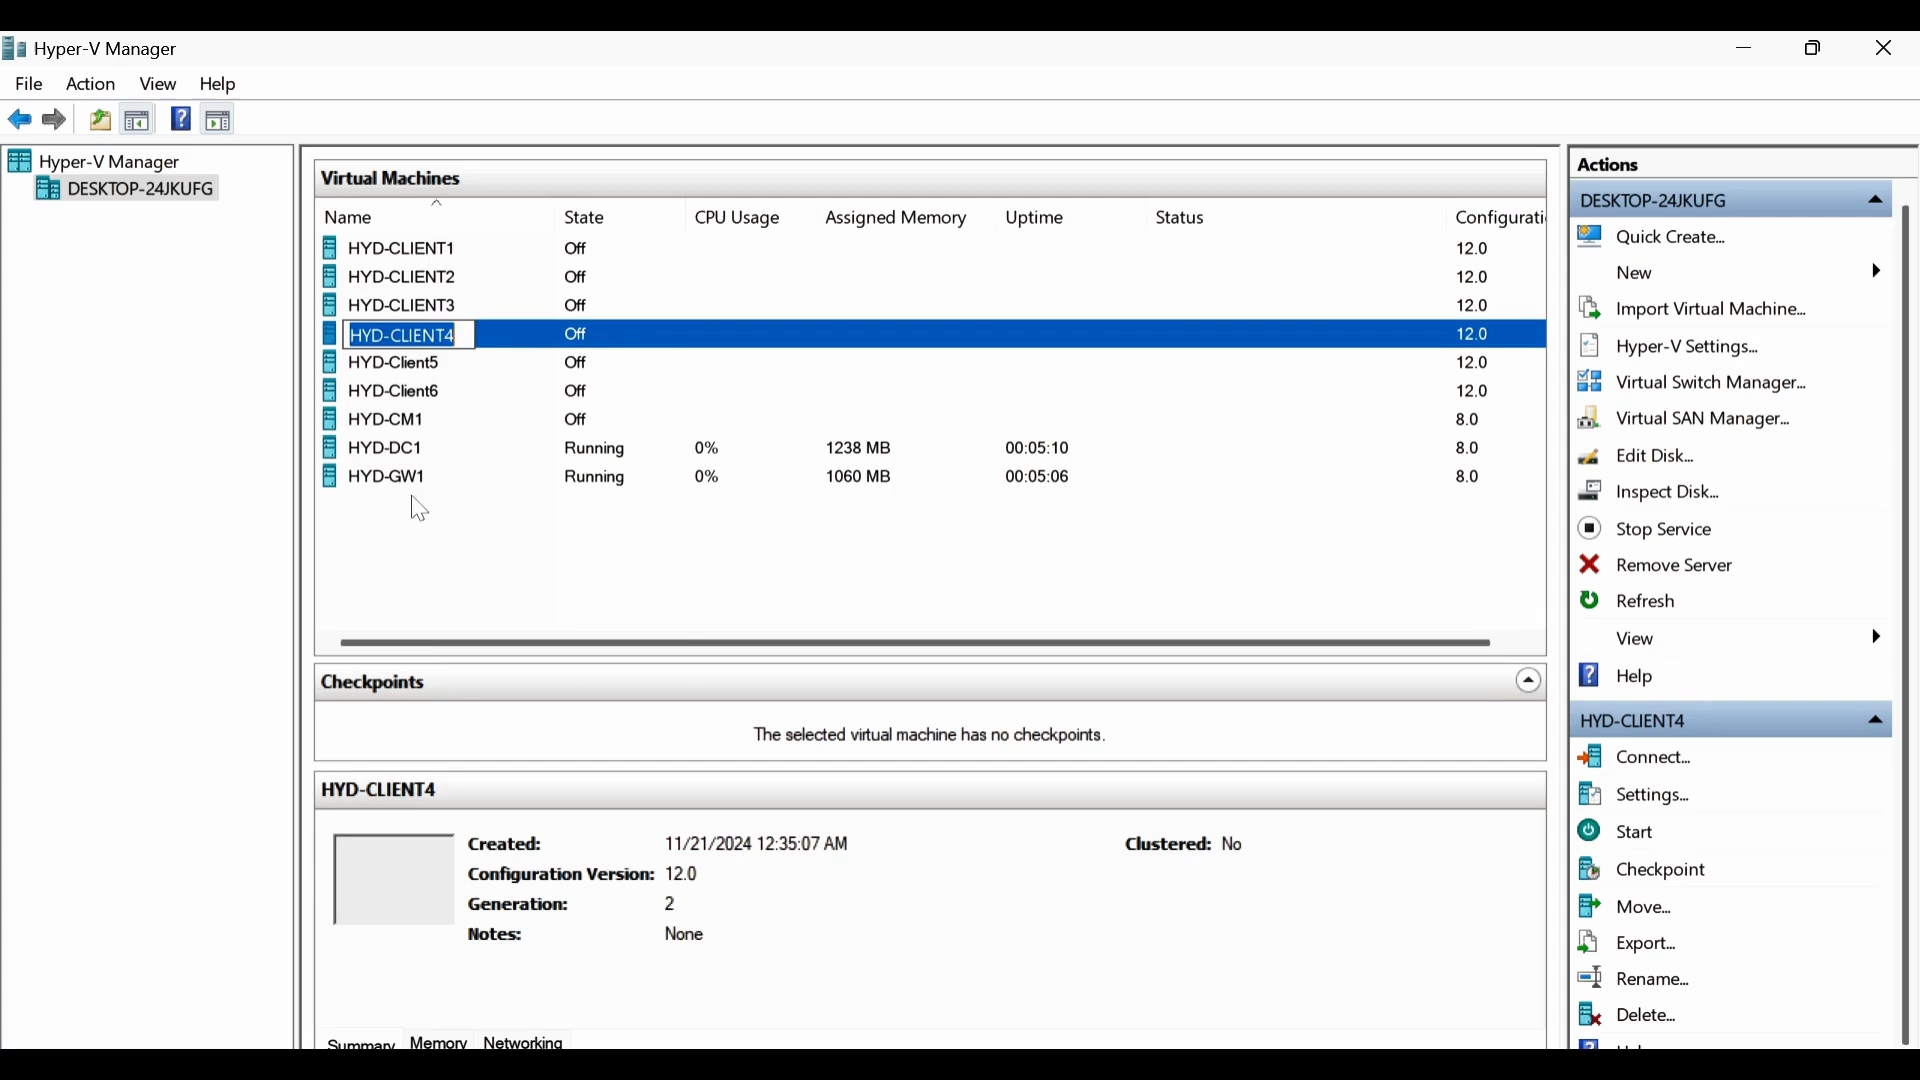 Hyper-V Manager
File Action View Help
Hyper-V Manager
DESKTOP-24JKUFG
Virtual Machines
Name State CPU Usage Assigned Memory Uptime Status Configurati
HYD-CLIENT1 Off 12.0
HYD-CLIENT2 Off 12.0
HYD-CLIENT3 Off 12.0
HYD-CLIENT4 Off 12.0
HYD-Client5 Off 12.0
HYD-Client6 Off 12.0
HYD-CM1 Off 8.0
HYD-DC1 Running 0% 1238 MB 00:05:10 8.0
HYD-GW1 Running 0% 1060 MB 00:05:06 8.0
Checkpoints
The selected virtual machine has no checkpoints.
HYD-CLIENT4
Created: 11/21/2024 12:35:07 AM Clustered: No
Configuration Version: 12.0
Generation: 2
Notes: None
Summary Memory Networking
Actions
DESKTOP-24JKUFG
Quick Create...
New
Import Virtual Machine...
Hyper-V Settings...
Virtual Switch Manager...
Virtual SAN Manager...
Edit Disk...
Inspect Disk...
Stop Service
Remove Server
Refresh
View
Help
HYD-CLIENT4
Connect...
Settings...
Start
Checkpoint
Move...
Export...
Rename...
Delete...